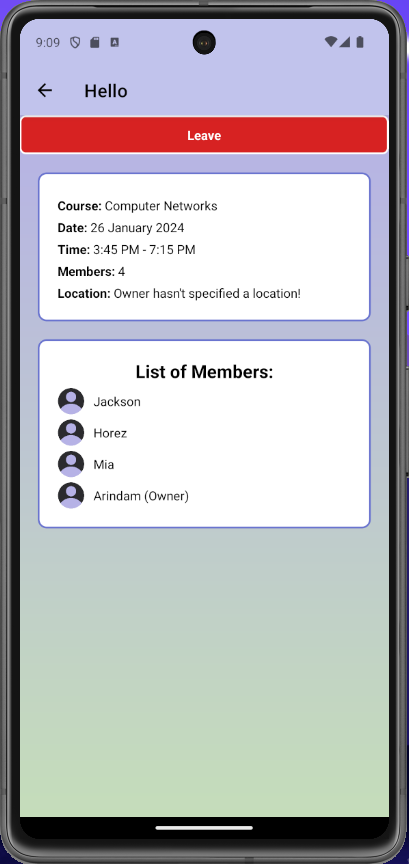 9:09
Hello
Leave
Course: Computer Networks
Date: 26 January 2024
Time: 3:45 PM - 7:15 PM
Members: 4
Location: Owner hasn't specified a location!
List of Members:
Jackson
Horez
Mia
Arindam (Owner)